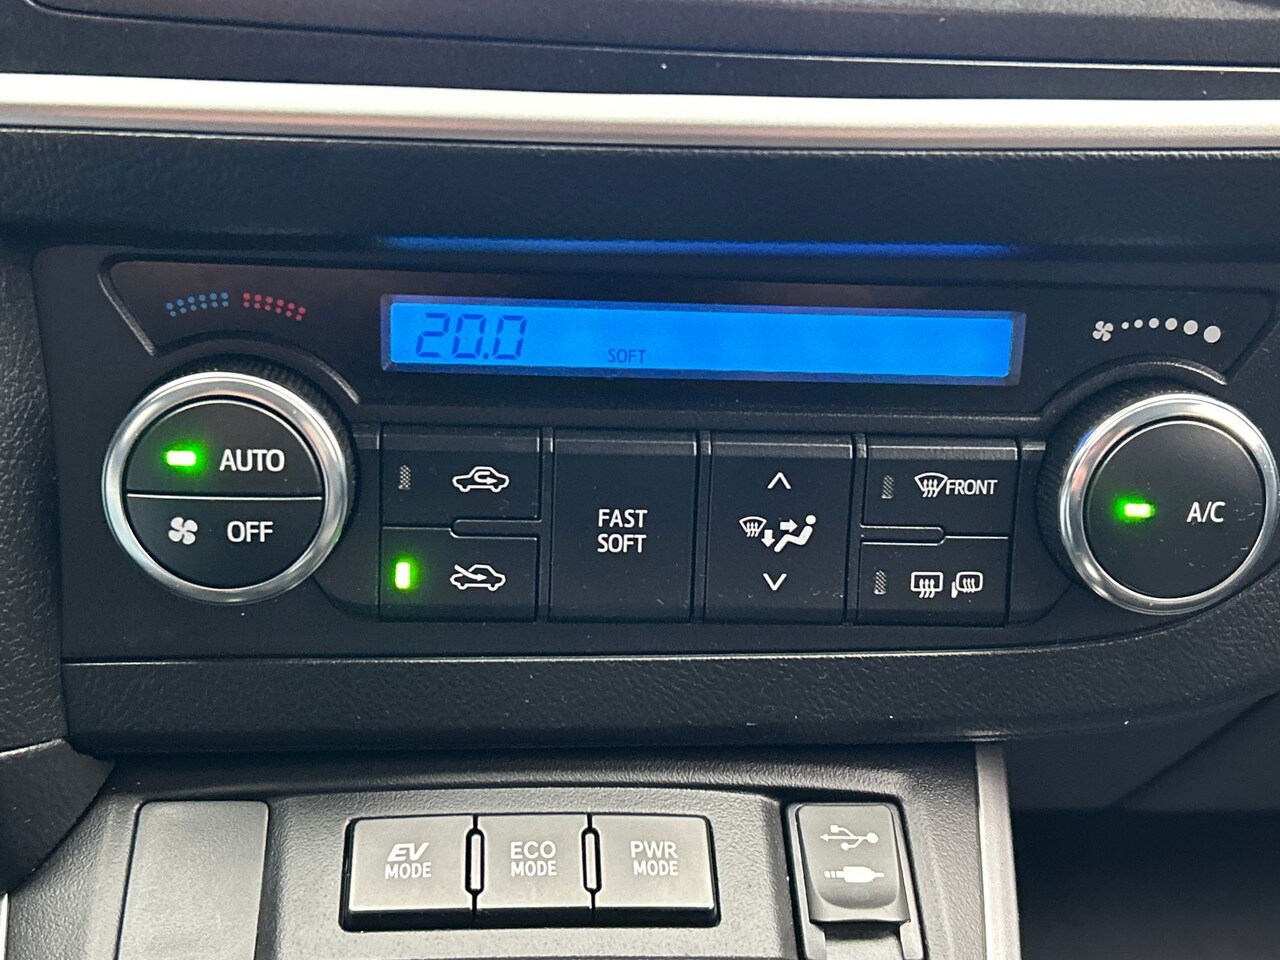 20.0
SOFT
AUTO
OFF
FAST
SOFT
FRONT
A/C
EV
MODE
ECO
MODE
PWR
MODE